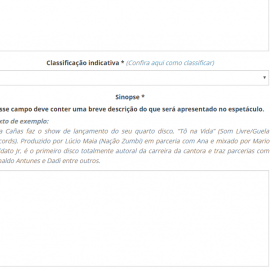 Classificação indicativa * (Confira aqui como classificar)
Sinopse *
sse campo deve conter uma breve descrição do que será apresentado no espetáculo.
xto de exemplo:
a Cañas faz o show de lançamento do seu quarto disco, "Tô na Vida" (Som Livre/Guela
cords). Produzido por Lúcio Maia (Nação Zumbi) em parceria com Ana e mixado por Mario
ldato Jr, é o primeiro disco totalmente autoral da carreira da cantora e traz parcerias com
naldo Antunes e Dadi entre outros.